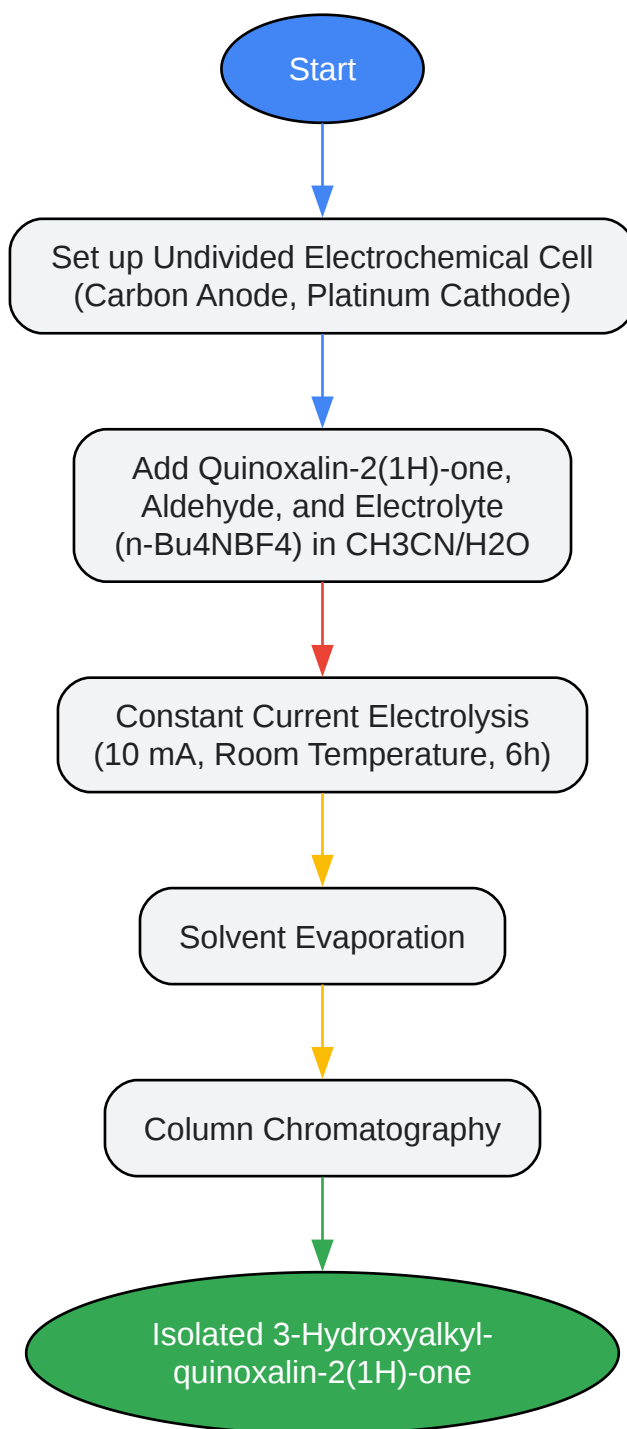 Start
Set up Undivided Electrochemical Cell
(Carbon Anode, Platinum Cathode)
Add Quinoxalin-2(1H)-one,
Aldehyde, and Electrolyte
(n-Bu4NBF4) in CH3CN/H2O
Constant Current Electrolysis
(10 mA, Room Temperature, 6h)
Solvent Evaporation
Column Chromatography
Isolated 3-Hydroxyalkyl-
quinoxalin-2(1H)-one